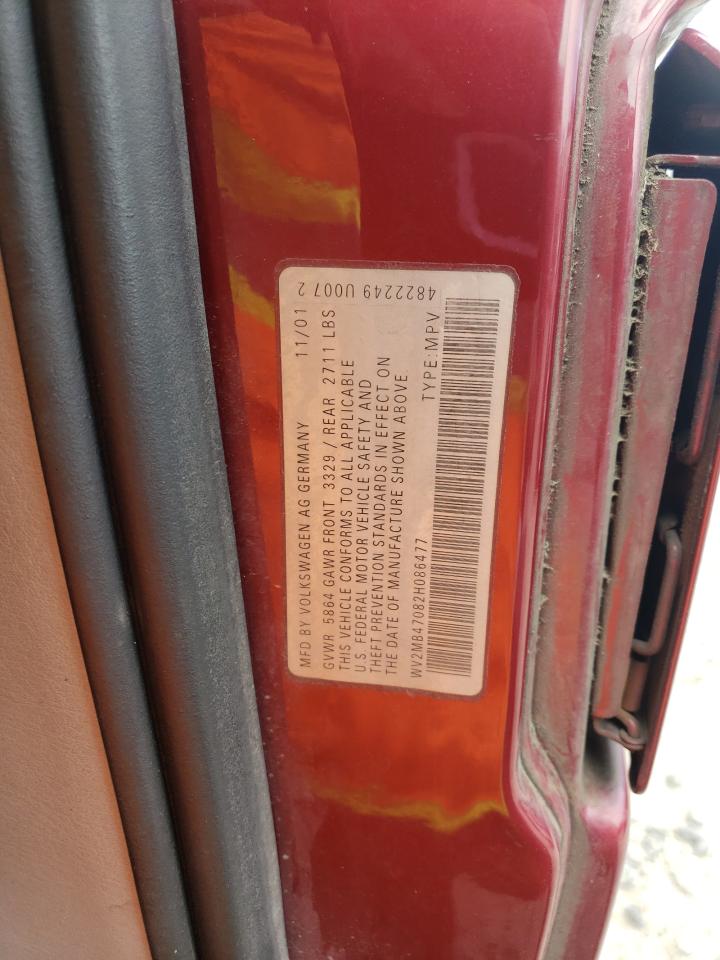 MFD BY VOLKSWAGEN AG GERMANY 11/01
GVWR 5864 GAWR FRONT 3329 / REAR 2711 LBS
THIS VEHICLE CONFORMS TO ALL APPLICABLE
U.S. FEDERAL MOTOR VEHICLE SAFETY AND
THEFT PREVENTION STANDARDS IN EFFECT ON
THE DATE OF MANUFACTURE SHOWN ABOVE.
WV2MB47082H086477 TYPE:MPV
4822249 U007 2